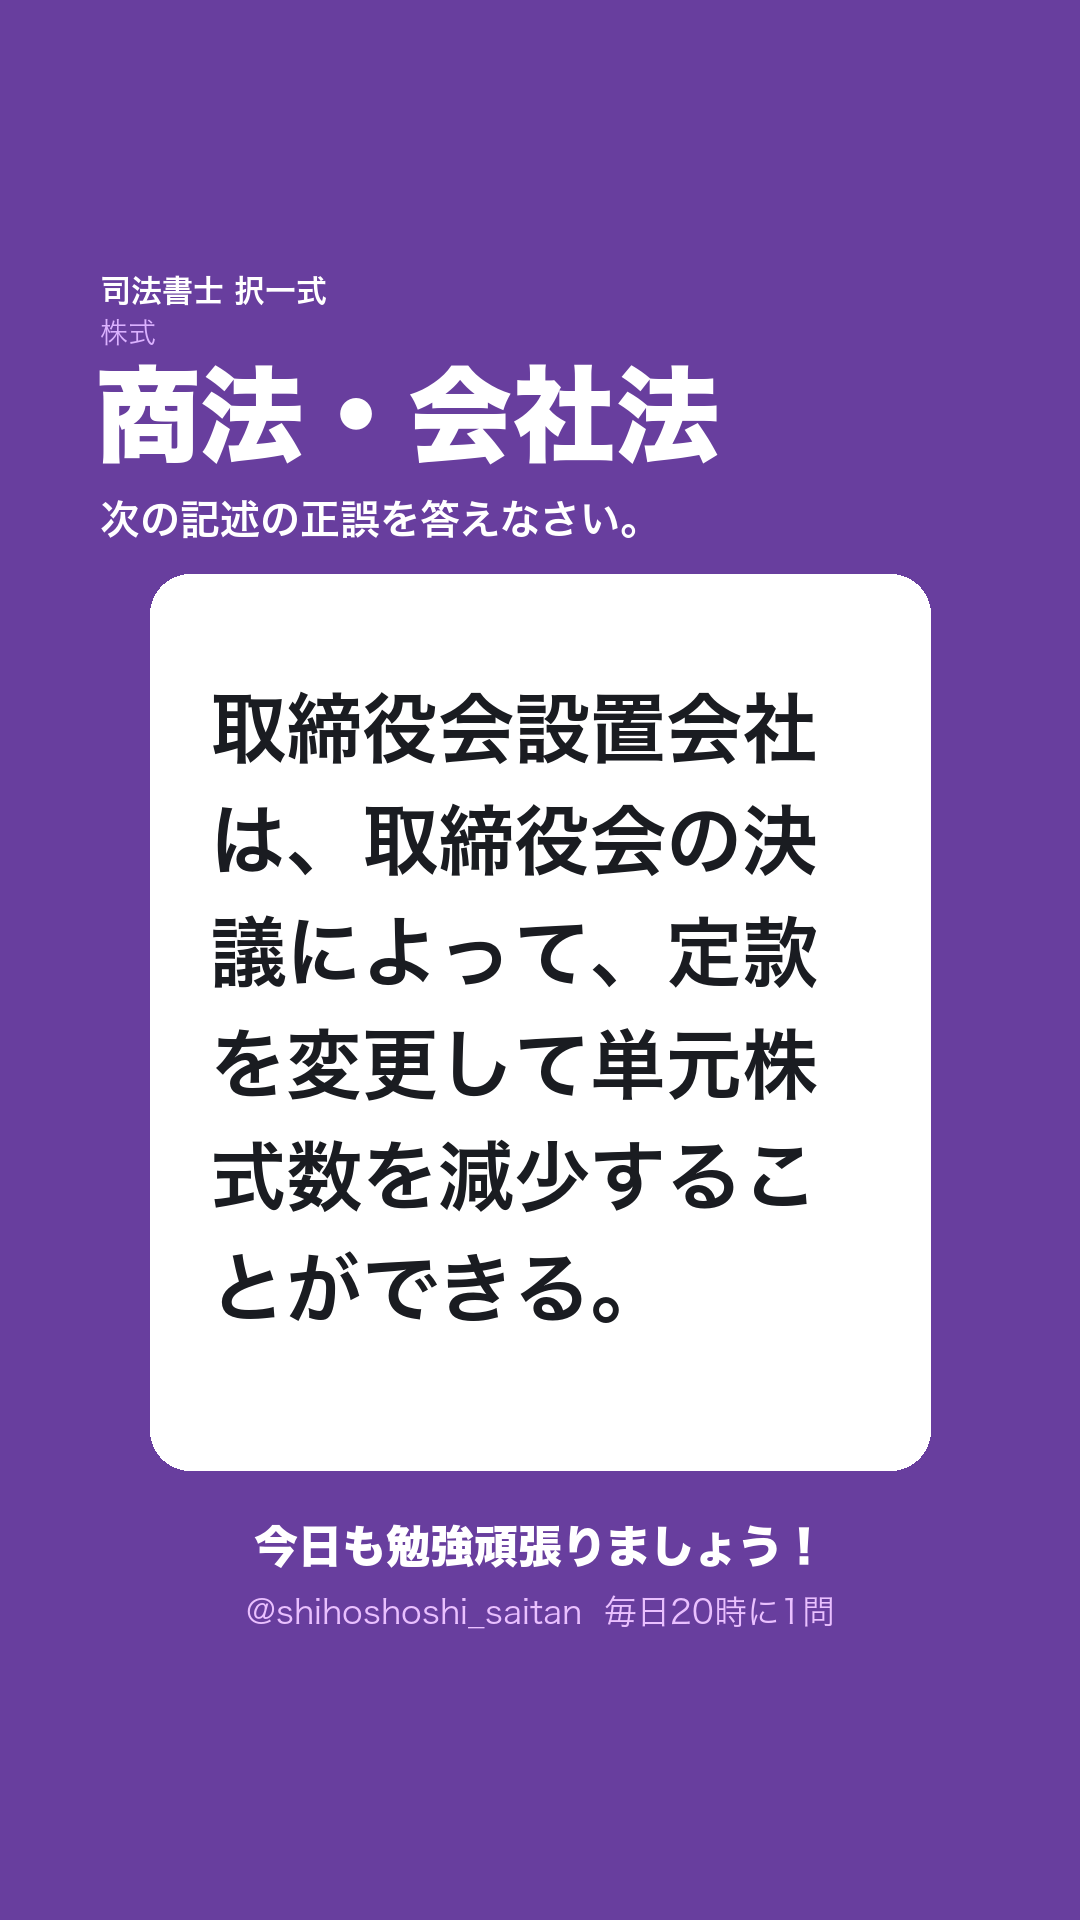 司法書士 択一式
株式
商法・会社法
次の記述の正誤を答えなさい。
取締役会設置会社
は、取締役会の決
議によって、定款
を変更して単元株
式数を減少するこ
とができる。
今日も勉強頑張りましょう！
@shihoshoshi_saitan 毎日20時に1問